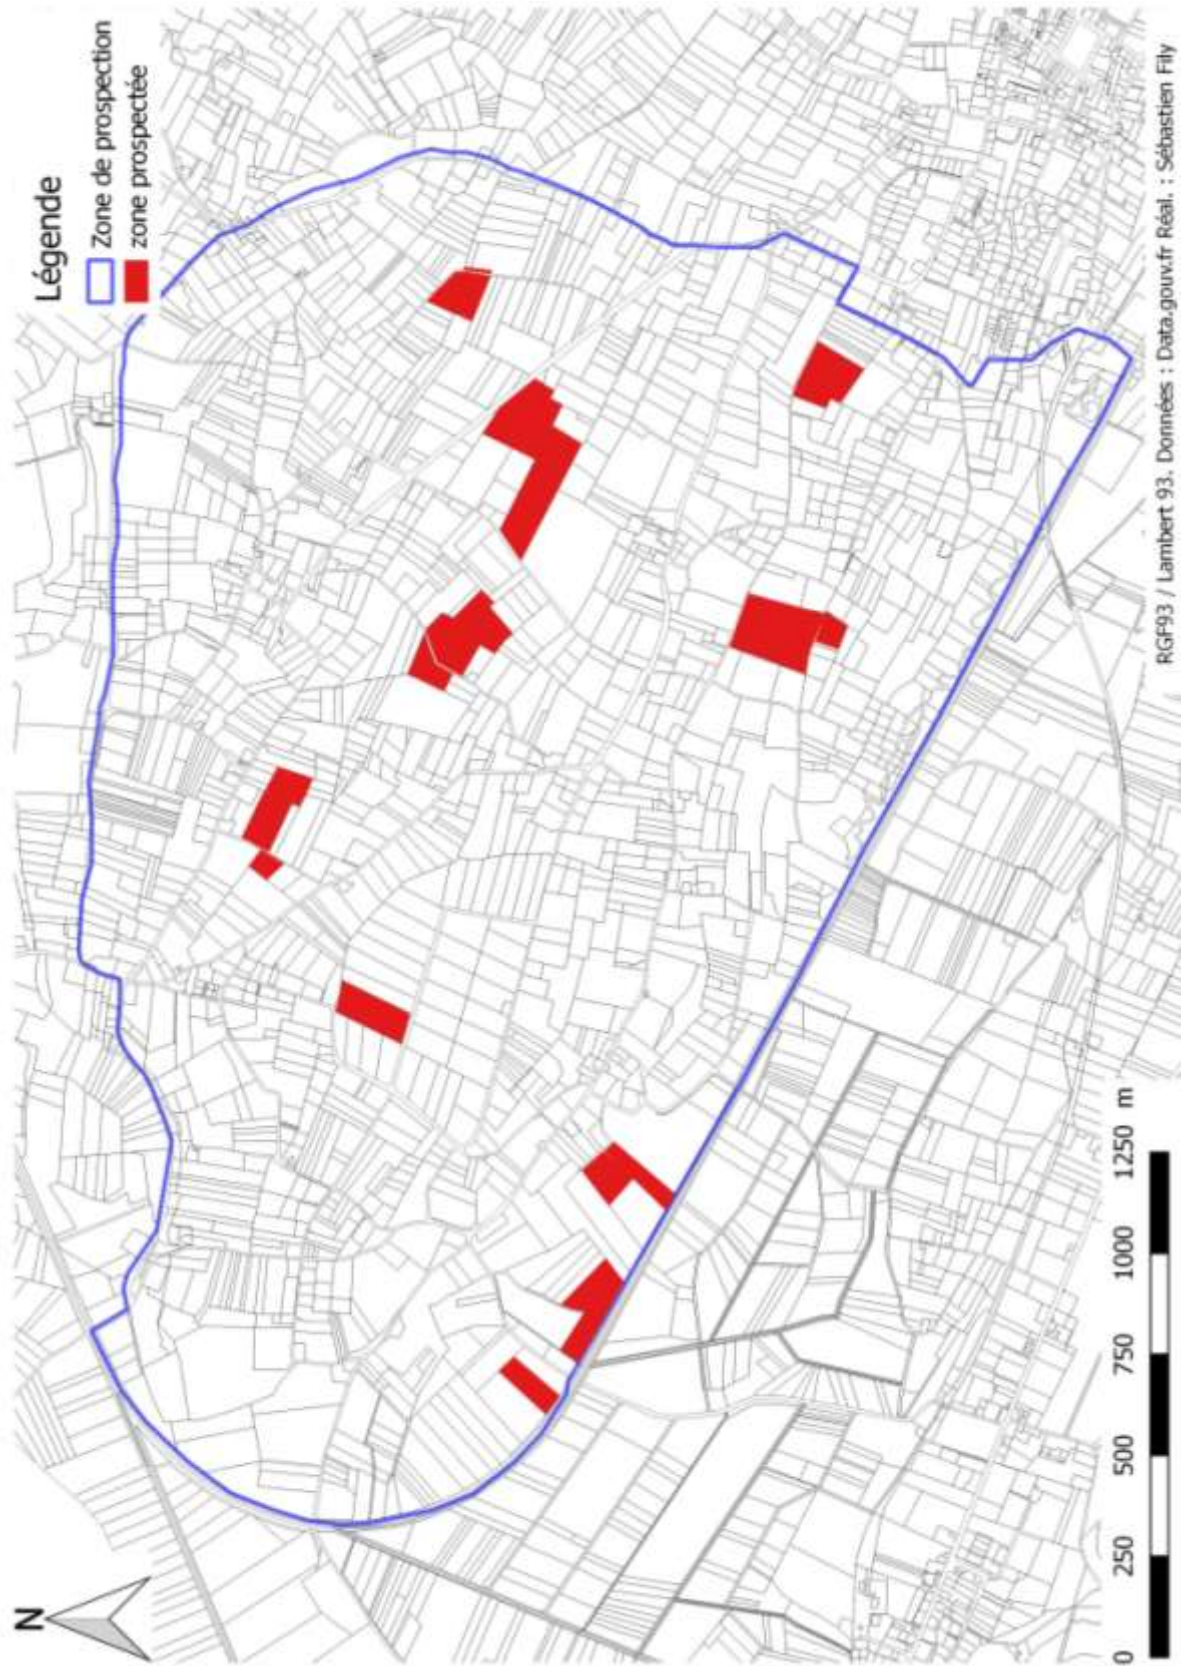 Légende
Zone de prospection
zone prospectée
N
0 250 500 750 1000 1250 m
RGF93 / Lambert 93. Données : Data.gouv.fr Réal. : Sébastien Fily